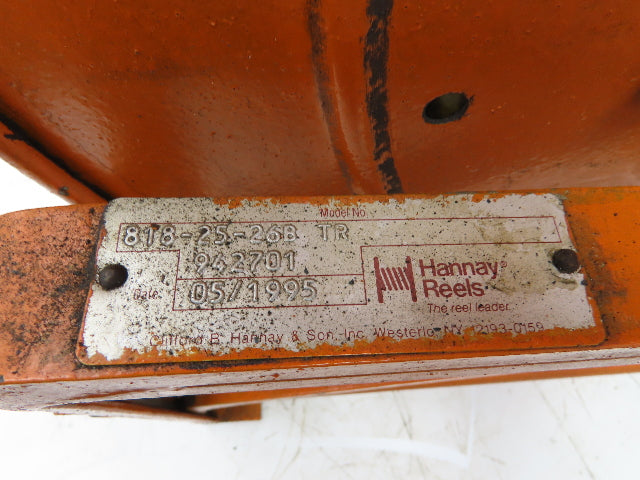 Model No.
818-25-26B TR
942701
Date: 05/1995
Hannay®
Reels
The reel leader.
Clifford B. Hannay & Son, Inc. Westerlo, NY 12193-0159